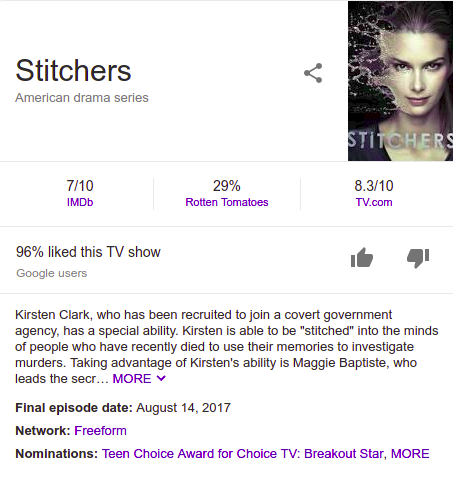 Stitchers
American drama series
STITCHERS
7/10
IMDb
29%
Rotten Tomatoes
8.3/10
TV.com
96% liked this TV show
Google users
Kirsten Clark, who has been recruited to join a covert government
agency, has a special ability. Kirsten is able to be "stitched" into the minds
of people who have recently died to use their memories to investigate
murders. Taking advantage of Kirsten's ability is Maggie Baptiste, who
leads the secr… MORE
Final episode date: August 14, 2017
Network: Freeform
Nominations: Teen Choice Award for Choice TV: Breakout Star, MORE